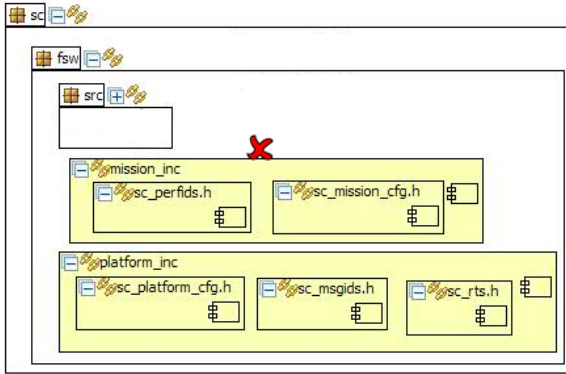 sc
fsw
src
mission_inc
sc_perfids.h
sc_mission_cfg.h
platform_inc
sc_platform_cfg.h
sc_msgids.h
sc_rts.h